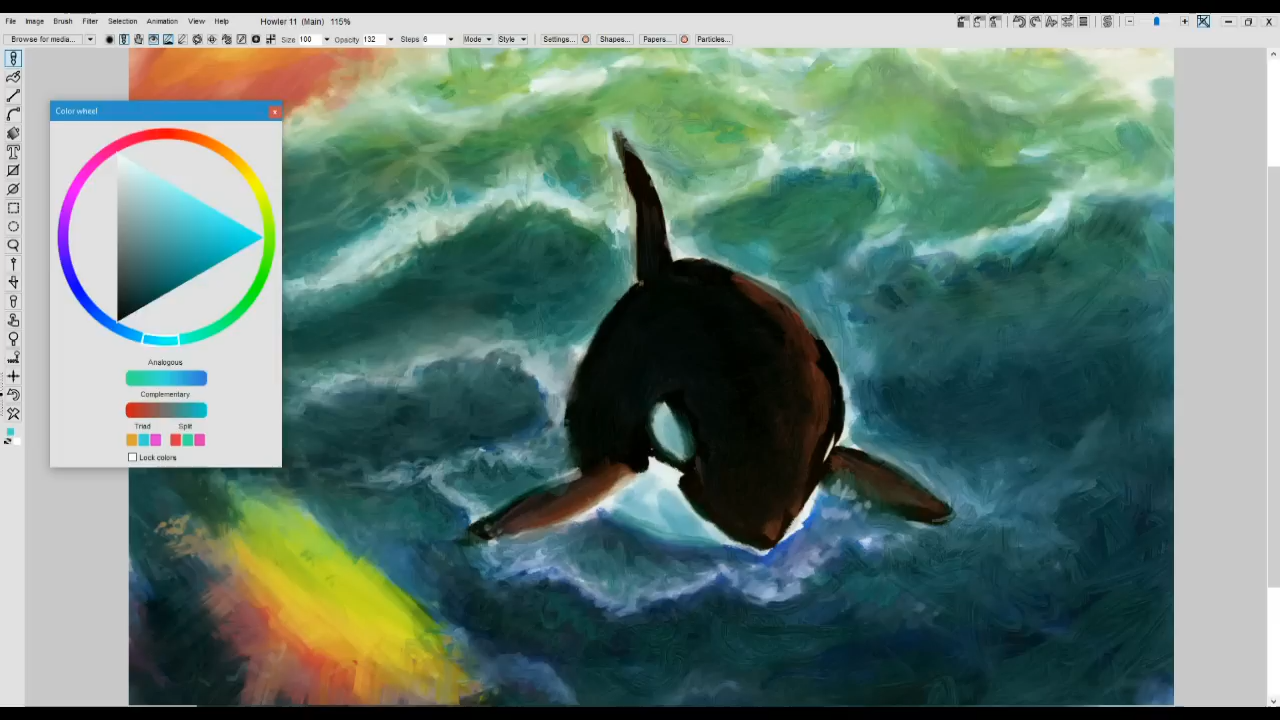 File Image Brush Filter Selection Animation View Help Howler 11 (Main) 115%
Browse for media... Size 100 Opacity 132 Steps 6 Mode Style Settings... Shapes... Papers... Particles...
Color wheel
Analogous
Complementary
Triad Split
Lock colors